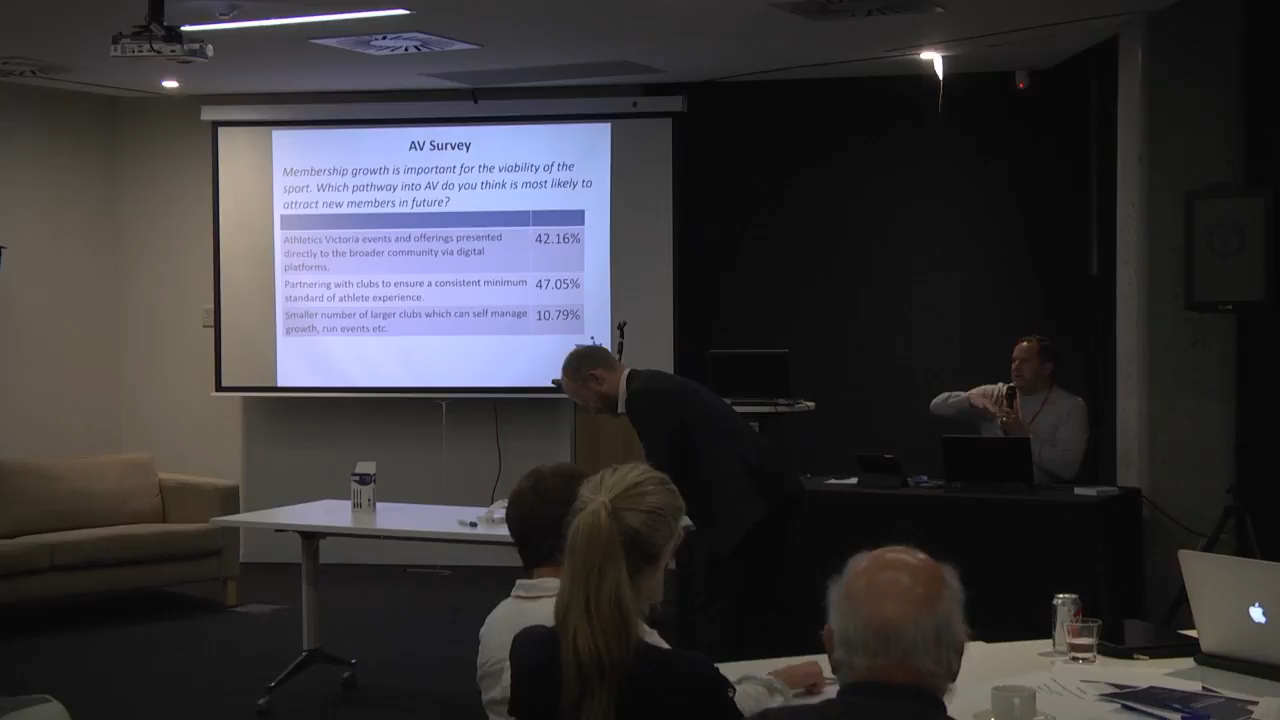 AV Survey
Membership growth is important for the viability of the
sport. Which pathway into AV do you think is most likely to
attract new members in future?
Athletics Victoria events and offerings presented
directly to the broader community via digital
platforms.
42.16%
Partnering with clubs to ensure a consistent minimum
standard of athlete experience.
47.05%
Smaller number of larger clubs which can self manage
growth, run events etc.
10.79%